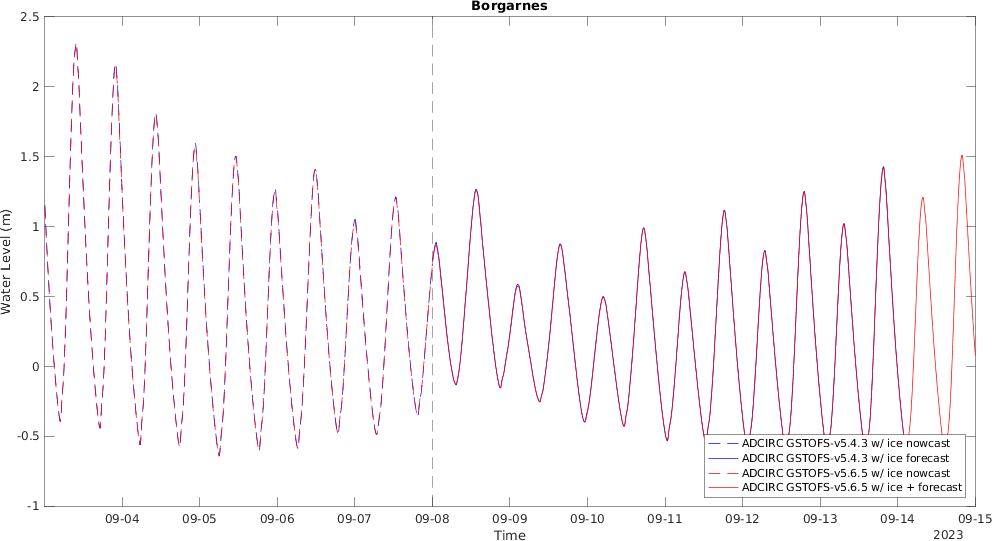 Borgarnes
2.5
2
1.5
1
0.5
0
-0.5
-1
Water Level (m)
09-04 09-05 09-06 09-07 09-08 09-09 09-10 09-11 09-12 09-13 09-14 09-15
Time
2023
ADCIRC GSTOFS-v5.4.3 w/ ice nowcast
ADCIRC GSTOFS-v5.4.3 w/ ice forecast
ADCIRC GSTOFS-v5.6.5 w/ ice nowcast
ADCIRC GSTOFS-v5.6.5 w/ ice + forecast